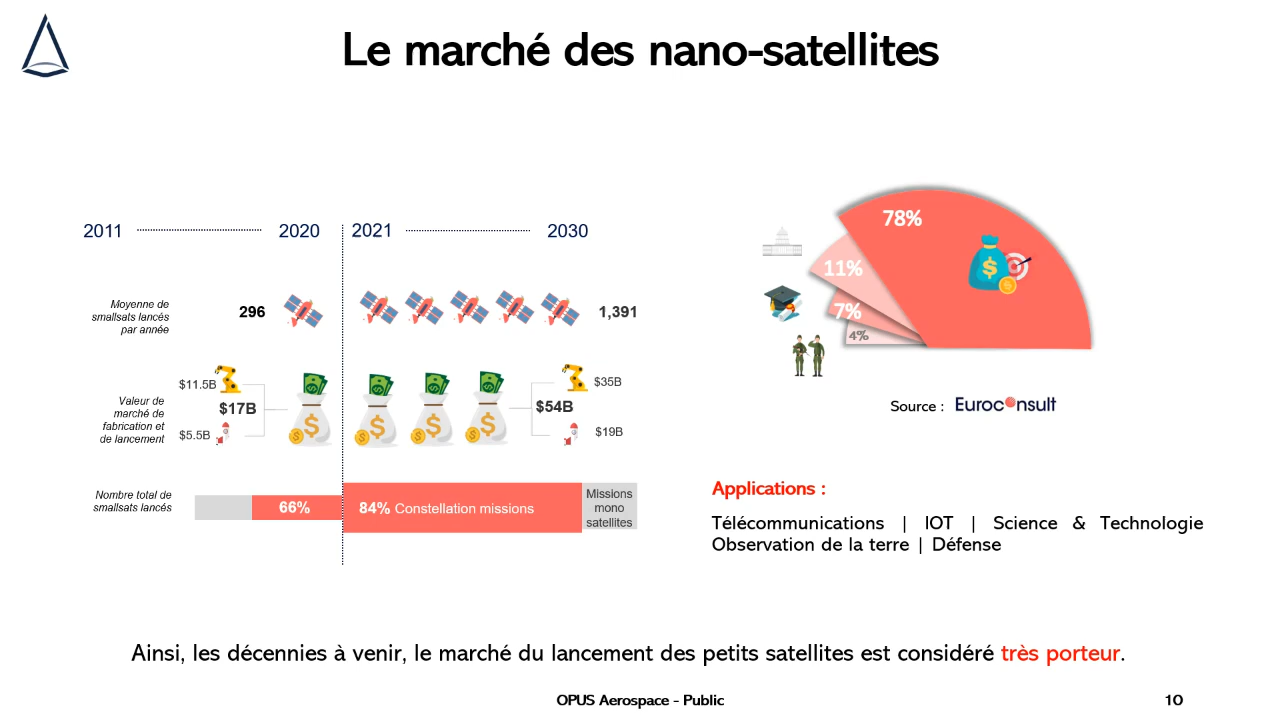 Le marché des nano-satellites
2011
2020
2021
2030
Moyenne de
smallsats lancés
par année
296
1,391
Valeur de
marché de
fabrication et
de lancement
$11.5B
$17B
$5.5B
$35B
$54B
$19B
Nombre total de
smallsats lancés
66%
84% Constellation missions
Missions
mono
satellites
78%
11%
7%
4%
Source : Euroconsult
Applications :
Télécommunications | IOT | Science & Technologie
Observation de la terre | Défense
Ainsi, les décennies à venir, le marché du lancement des petits satellites est considéré très porteur.
OPUS Aerospace - Public
10